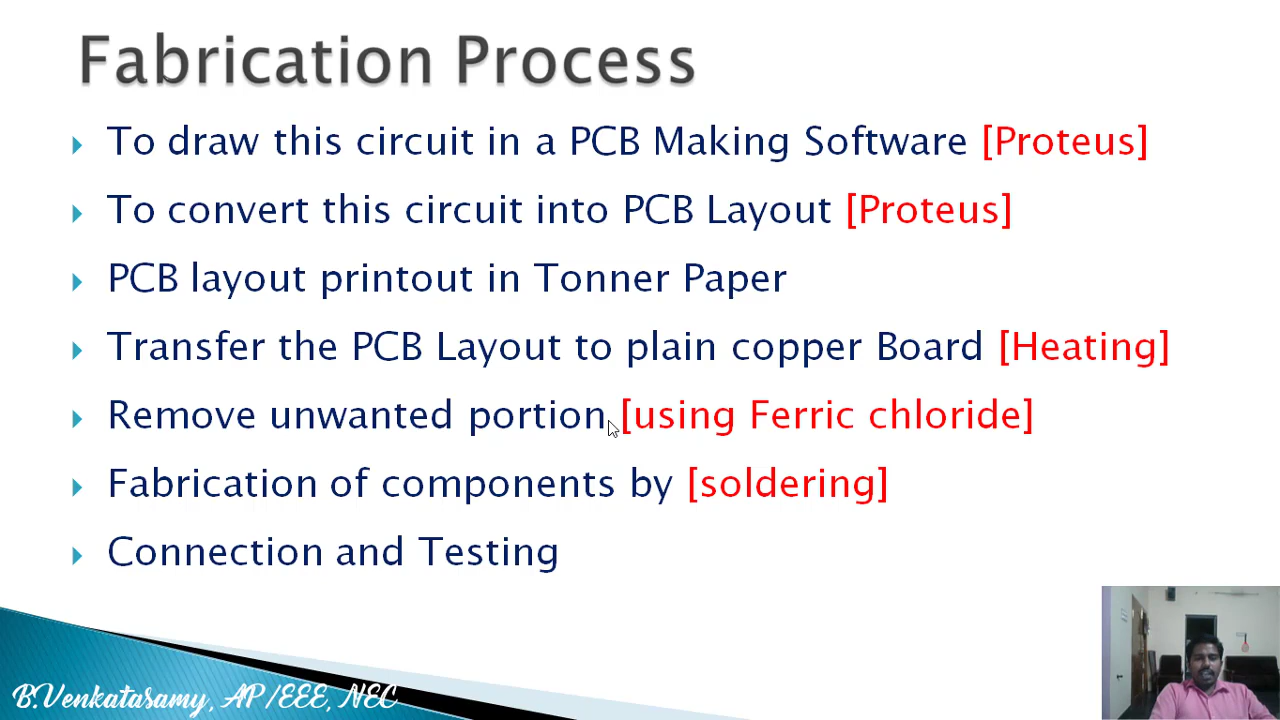 Fabrication Process
To draw this circuit in a PCB Making Software [Proteus]
To convert this circuit into PCB Layout [Proteus]
PCB layout printout in Tonner Paper
Transfer the PCB Layout to plain copper Board [Heating]
Remove unwanted portion [using Ferric chloride]
Fabrication of components by [soldering]
Connection and Testing
B.Venkatasamy, AP/EEE, NEC